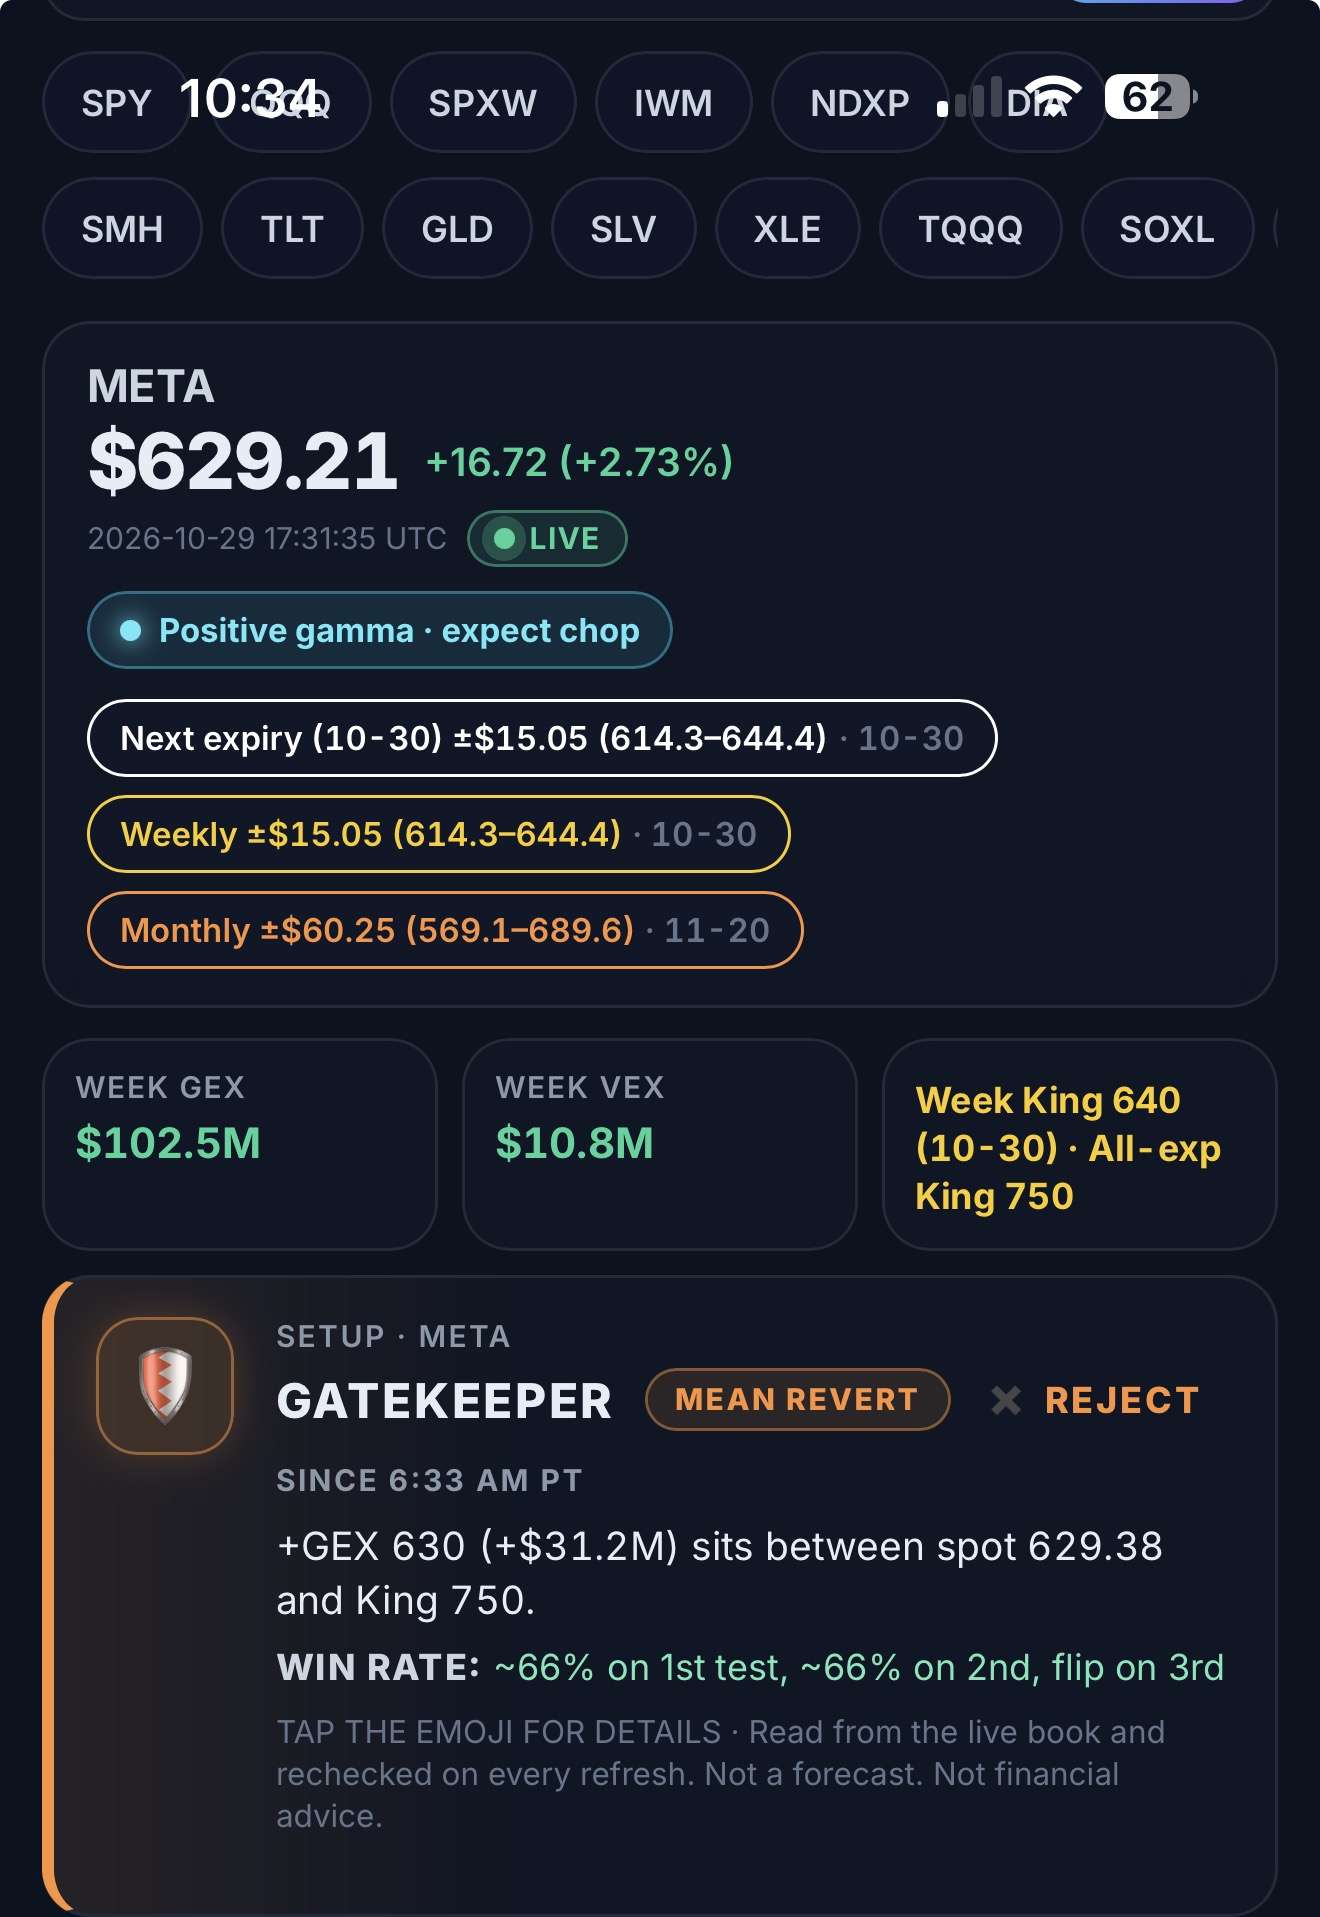 SPY QQQ SPXW IWM NDXP DIA
10:34 62
SMH TLT GLD SLV XLE TQQQ SOXL
META
$629.21 +16.72 (+2.73%)
2026-10-29 17:31:35 UTC LIVE
Positive gamma · expect chop
Next expiry (10-30) ±$15.05 (614.3–644.4) · 10-30
Weekly ±$15.05 (614.3–644.4) · 10-30
Monthly ±$60.25 (569.1–689.6) · 11-20
WEEK GEX
$102.5M
WEEK VEX
$10.8M
Week King 640
(10-30) · All-exp
King 750
SETUP · META
GATEKEEPER MEAN REVERT ✖ REJECT
SINCE 6:33 AM PT
+GEX 630 (+$31.2M) sits between spot 629.38
and King 750.
WIN RATE: ~66% on 1st test, ~66% on 2nd, flip on 3rd
TAP THE EMOJI FOR DETAILS · Read from the live book and
rechecked on every refresh. Not a forecast. Not financial
advice.